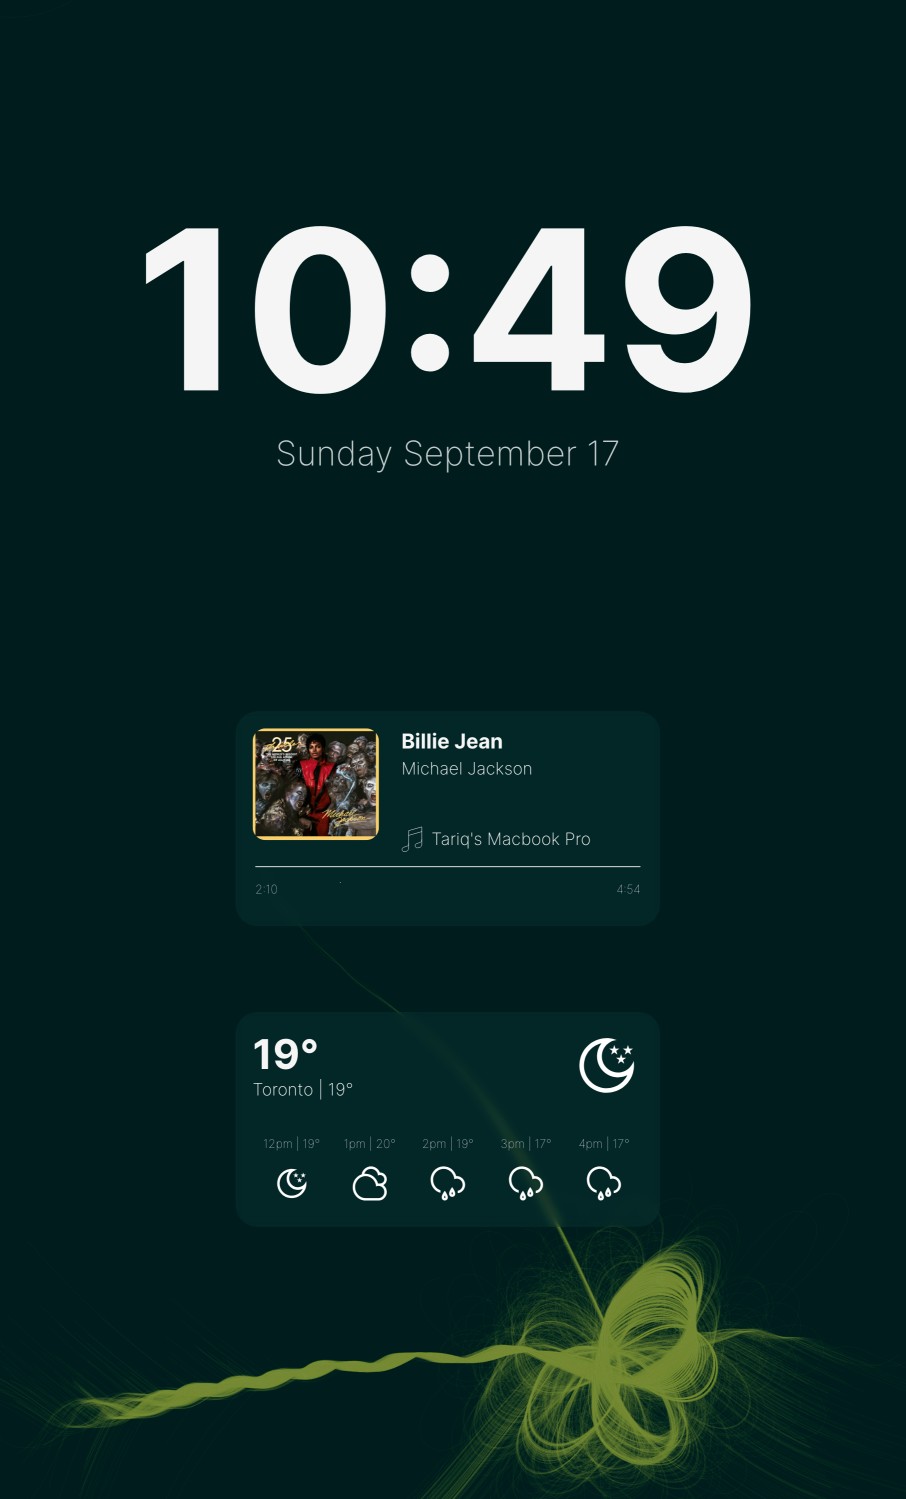 10:49
Sunday September 17
25
Billie Jean
Michael Jackson
Tariq's Macbook Pro
2:10 4:54
19°
Toronto | 19°
12pm | 19° 1pm | 20° 2pm | 19° 3pm | 17° 4pm | 17°